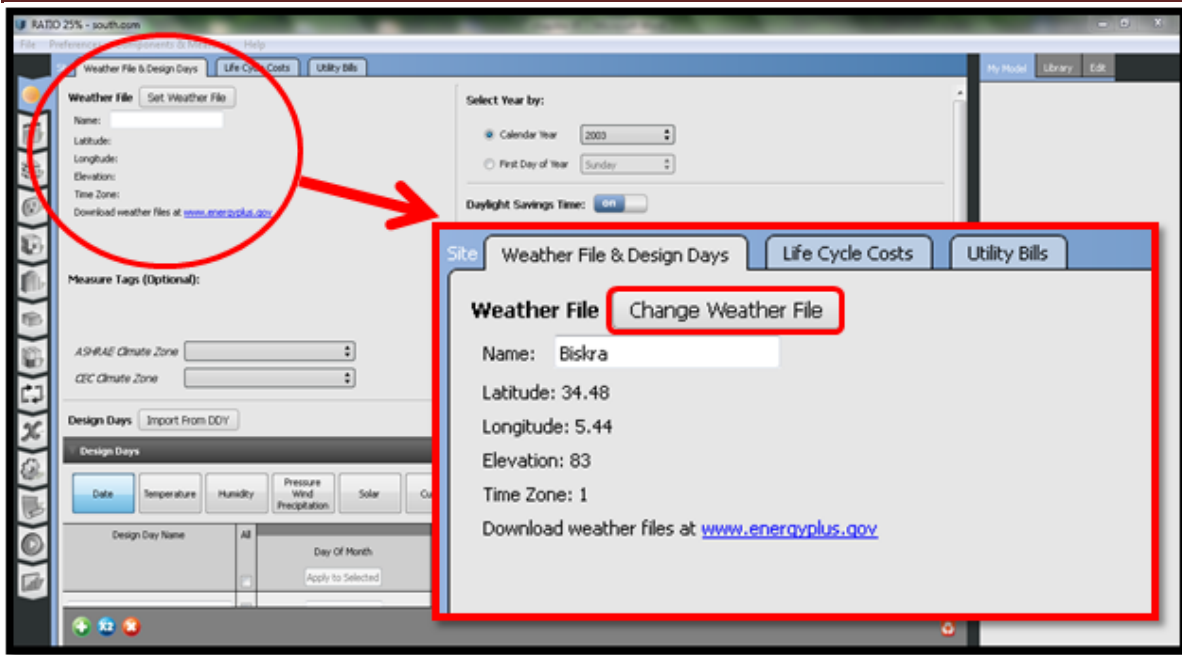 RATIO 25% - south.osm
File Preferences Components & Help
Site Weather File & Design Days Life Cycle Costs Utility Bills
My Model Library Edit
Weather File Set Weather File
Name:
Latitude:
Longitude:
Elevation:
Time Zone:
Download weather files at www.energyplus.gov
Select Year by:
Calendar Year 2003
First Day of Year Sunday
Daylight Savings Time: on
Measure Tags (Optional):
ASHRAE Climate Zone
CEC Climate Zone
Design Days Import From DDY
Design Days
Date Temperature Humidity Pressure Wind Precipitation Solar
Design Day Name All
Day Of Month
Apply to Selected
X2
Site Weather File & Design Days Life Cycle Costs Utility Bills
Weather File Change Weather File
Name: Biskra
Latitude: 34.48
Longitude: 5.44
Elevation: 83
Time Zone: 1
Download weather files at www.energyplus.gov